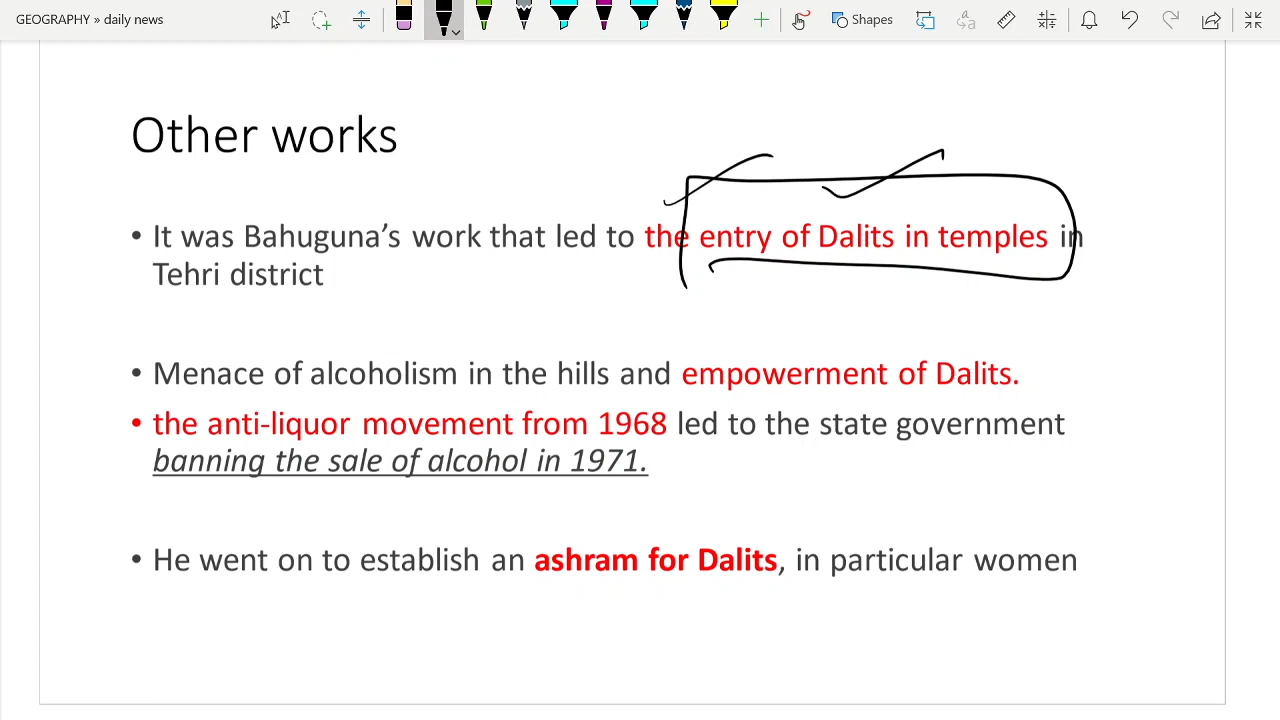 GEOGRAPHY » daily news
Shapes
Other works
• It was Bahuguna’s work that led to the entry of Dalits in temples in
Tehri district
• Menace of alcoholism in the hills and empowerment of Dalits.
• the anti-liquor movement from 1968 led to the state government
banning the sale of alcohol in 1971.
• He went on to establish an ashram for Dalits, in particular women